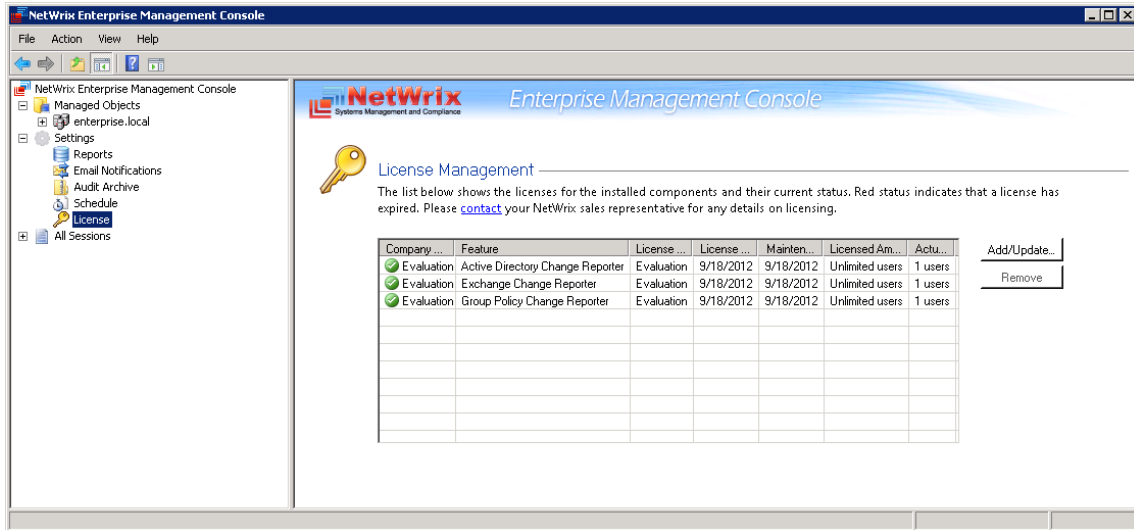 NetWrix Enterprise Management Console
File Action View Help
NetWrix Enterprise Management Console
Managed Objects
enterprise.local
Settings
Reports
Email Notifications
Audit Archive
Schedule
License
All Sessions
NetWrix
Systems Management and Compliance
Enterprise Management Console
License Management
The list below shows the licenses for the installed components and their current status. Red status indicates that a license has
expired. Please contact your NetWrix sales representative for any details on licensing.
Company ... Feature License ... License ... Mainten... Licensed Am... Actu...
Evaluation Active Directory Change Reporter Evaluation 9/18/2012 9/18/2012 Unlimited users 1 users
Evaluation Exchange Change Reporter Evaluation 9/18/2012 9/18/2012 Unlimited users 1 users
Evaluation Group Policy Change Reporter Evaluation 9/18/2012 9/18/2012 Unlimited users 1 users
Add/Update...
Remove